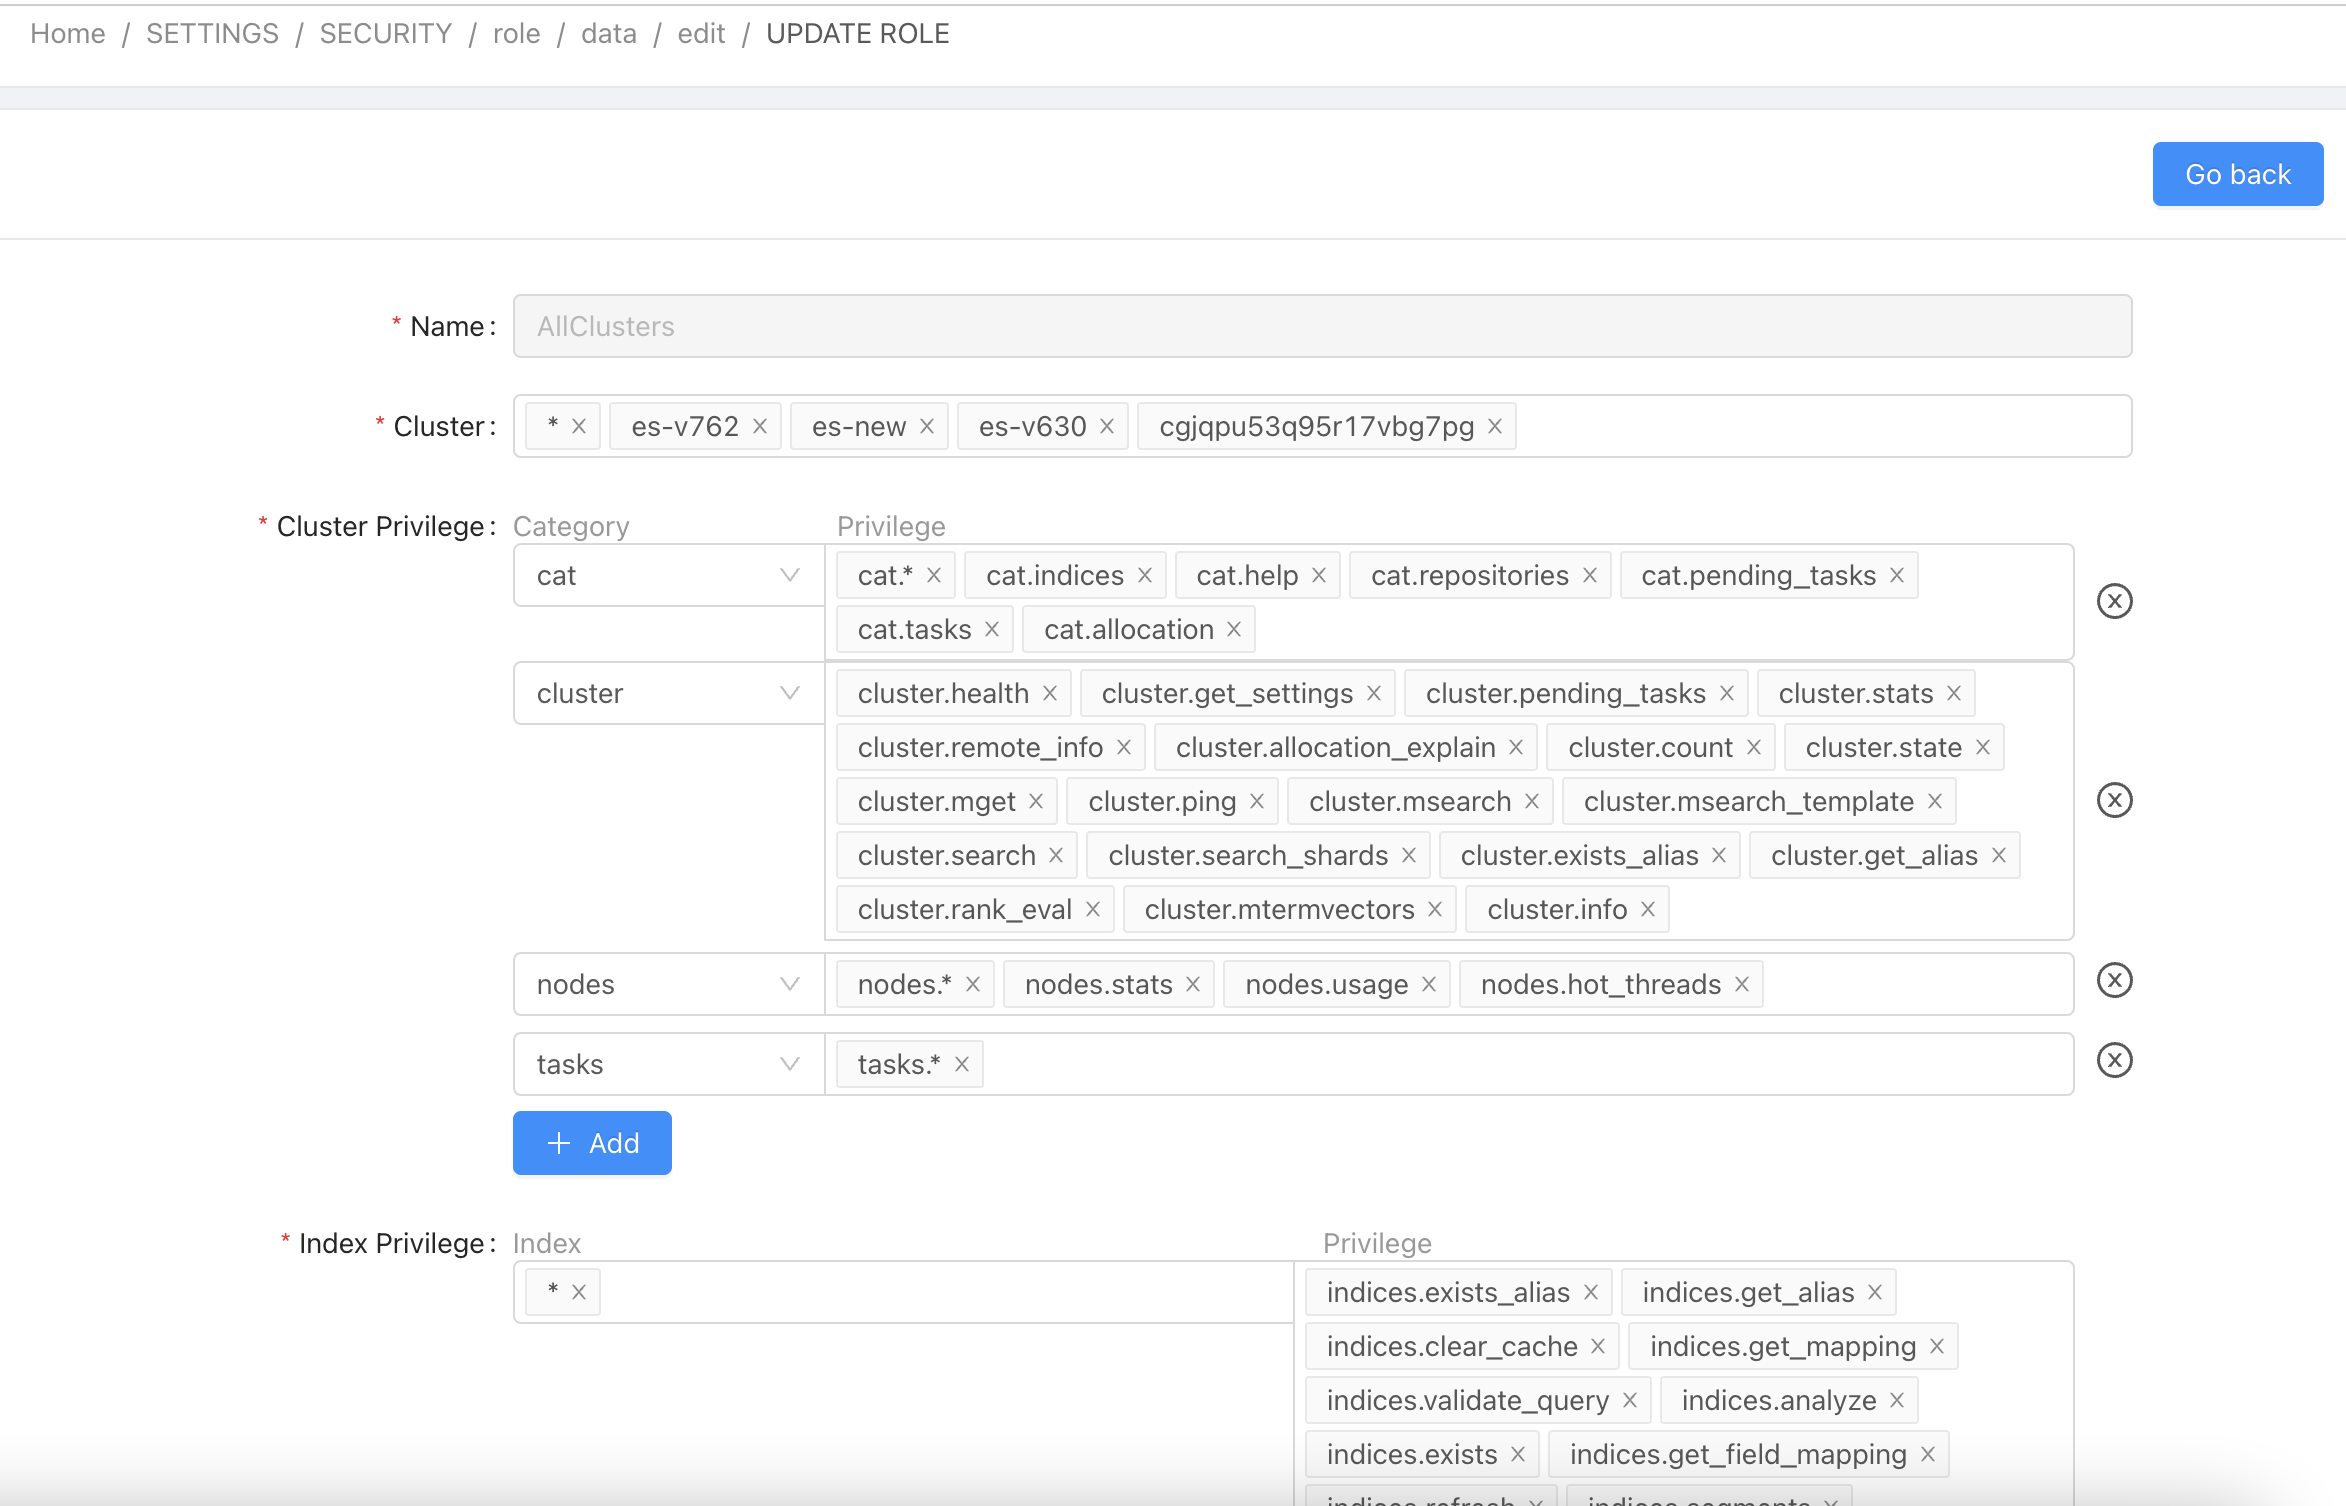 Home / SETTINGS / SECURITY / role / data / edit / UPDATE ROLE
Go back
* Name: AllClusters
* Cluster: * es-v762 es-new es-v630 cgjqpu53q95r17vbg7pg
* Cluster Privilege: Category Privilege
cat cat.* cat.indices cat.help cat.repositories cat.pending_tasks
cat.tasks cat.allocation
cluster cluster.health cluster.get_settings cluster.pending_tasks cluster.stats
cluster.remote_info cluster.allocation_explain cluster.count cluster.state
cluster.mget cluster.ping cluster.msearch cluster.msearch_template
cluster.search cluster.search_shards cluster.exists_alias cluster.get_alias
cluster.rank_eval cluster.mtermvectors cluster.info
nodes nodes.* nodes.stats nodes.usage nodes.hot_threads
tasks tasks.*
+ Add
* Index Privilege: Index Privilege
* indices.exists_alias indices.get_alias
indices.clear_cache indices.get_mapping
indices.validate_query indices.analyze
indices.exists indices.get_field_mapping
indices.refresh indices.segments